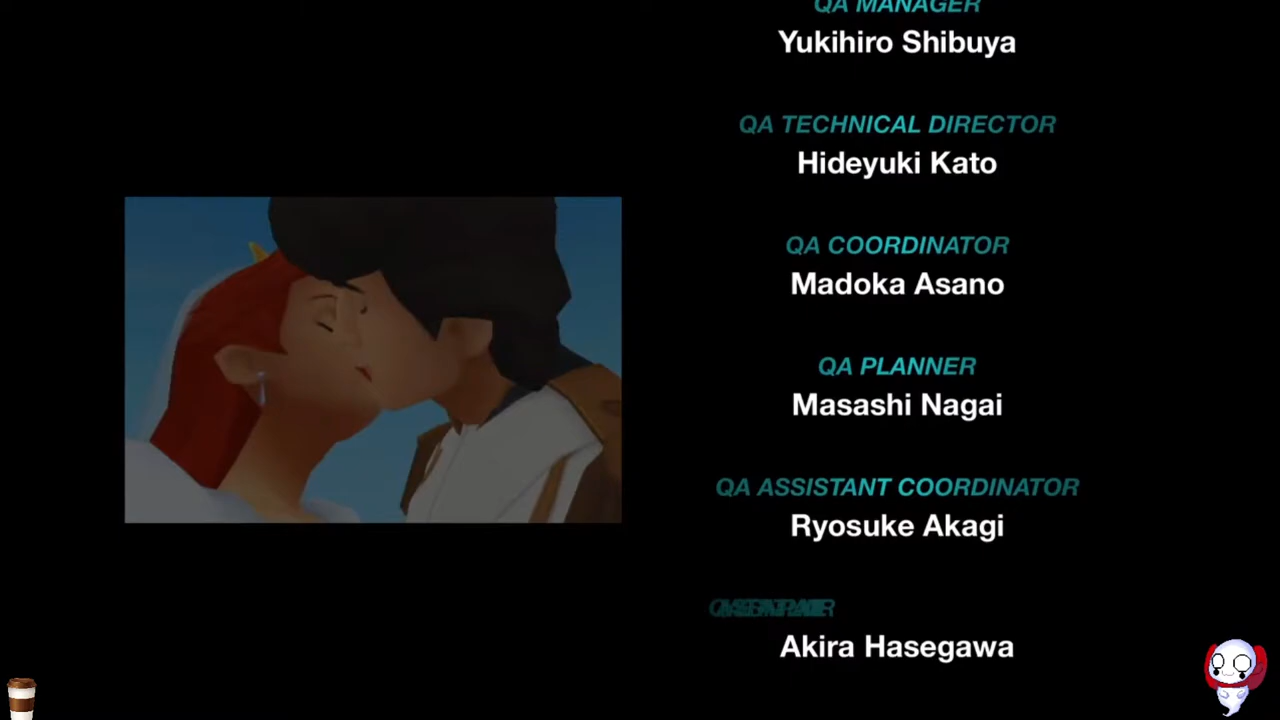 QA MANAGER
Yukihiro Shibuya
QA TECHNICAL DIRECTOR
Hideyuki Kato
QA COORDINATOR
Madoka Asano
QA PLANNER
Masashi Nagai
QA ASSISTANT COORDINATOR
Ryosuke Akagi
Akira Hasegawa